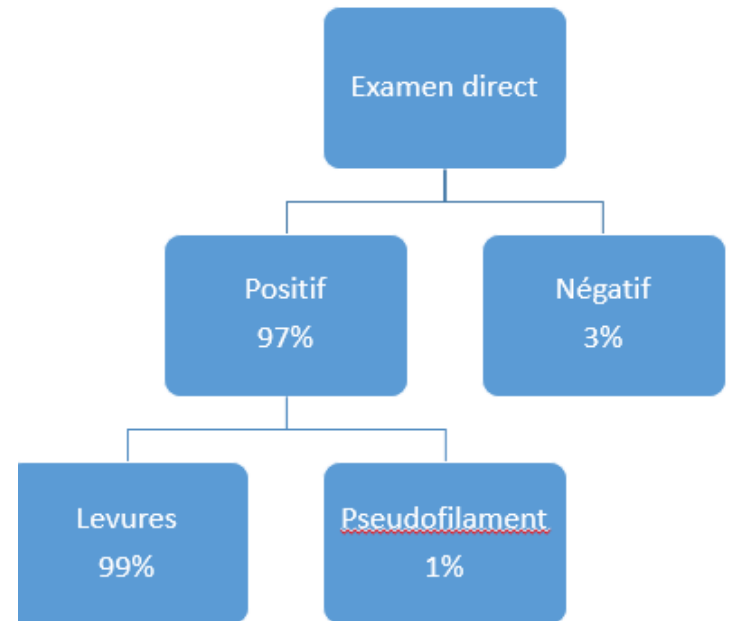 Examen direct
Positif
97%
Négatif
3%
Levures
99%
Pseudofilament
1%